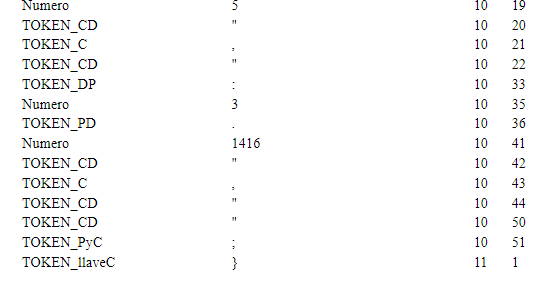 Numero 5 10 19
TOKEN_CD " 10 20
TOKEN_C , 10 21
TOKEN_CD " 10 22
TOKEN_DP : 10 33
Numero 3 10 35
TOKEN_PD . 10 36
Numero 1416 10 41
TOKEN_CD " 10 42
TOKEN_C , 10 43
TOKEN_CD " 10 44
TOKEN_CD " 10 50
TOKEN_PyC ; 10 51
TOKEN_llaveC } 11 1